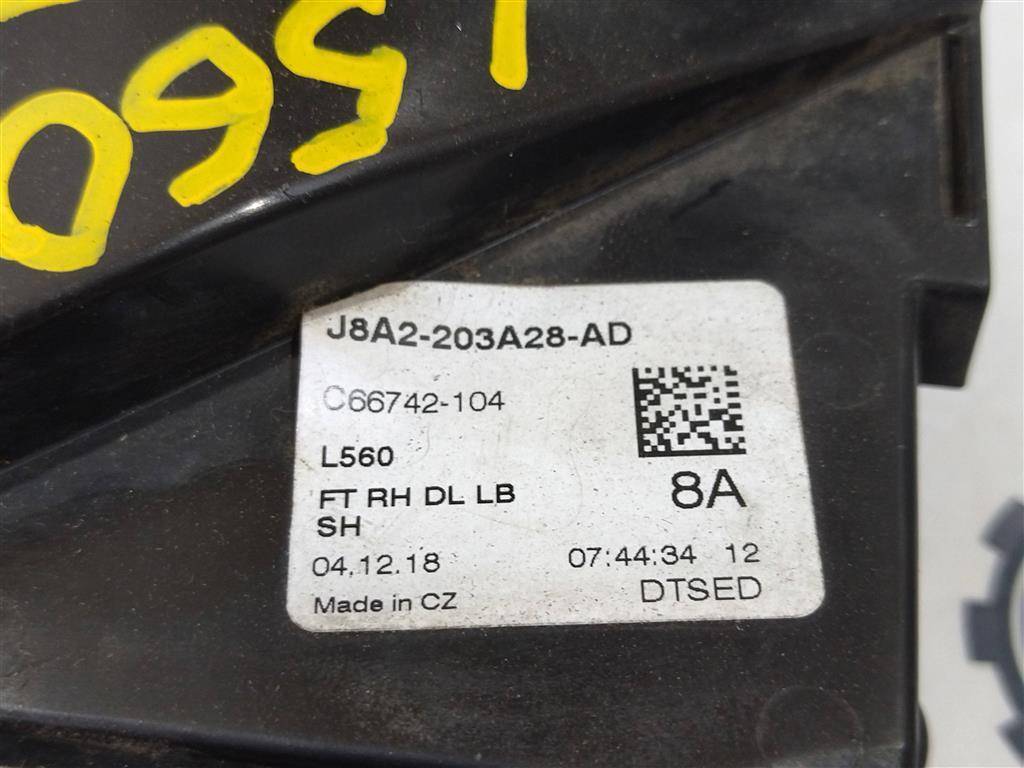 L560
J8A2-203A28-AD
C66742-104
L560
FT RH DL LB
SH
8A
04.12.18 07:44:34 12
Made in CZ DTSED